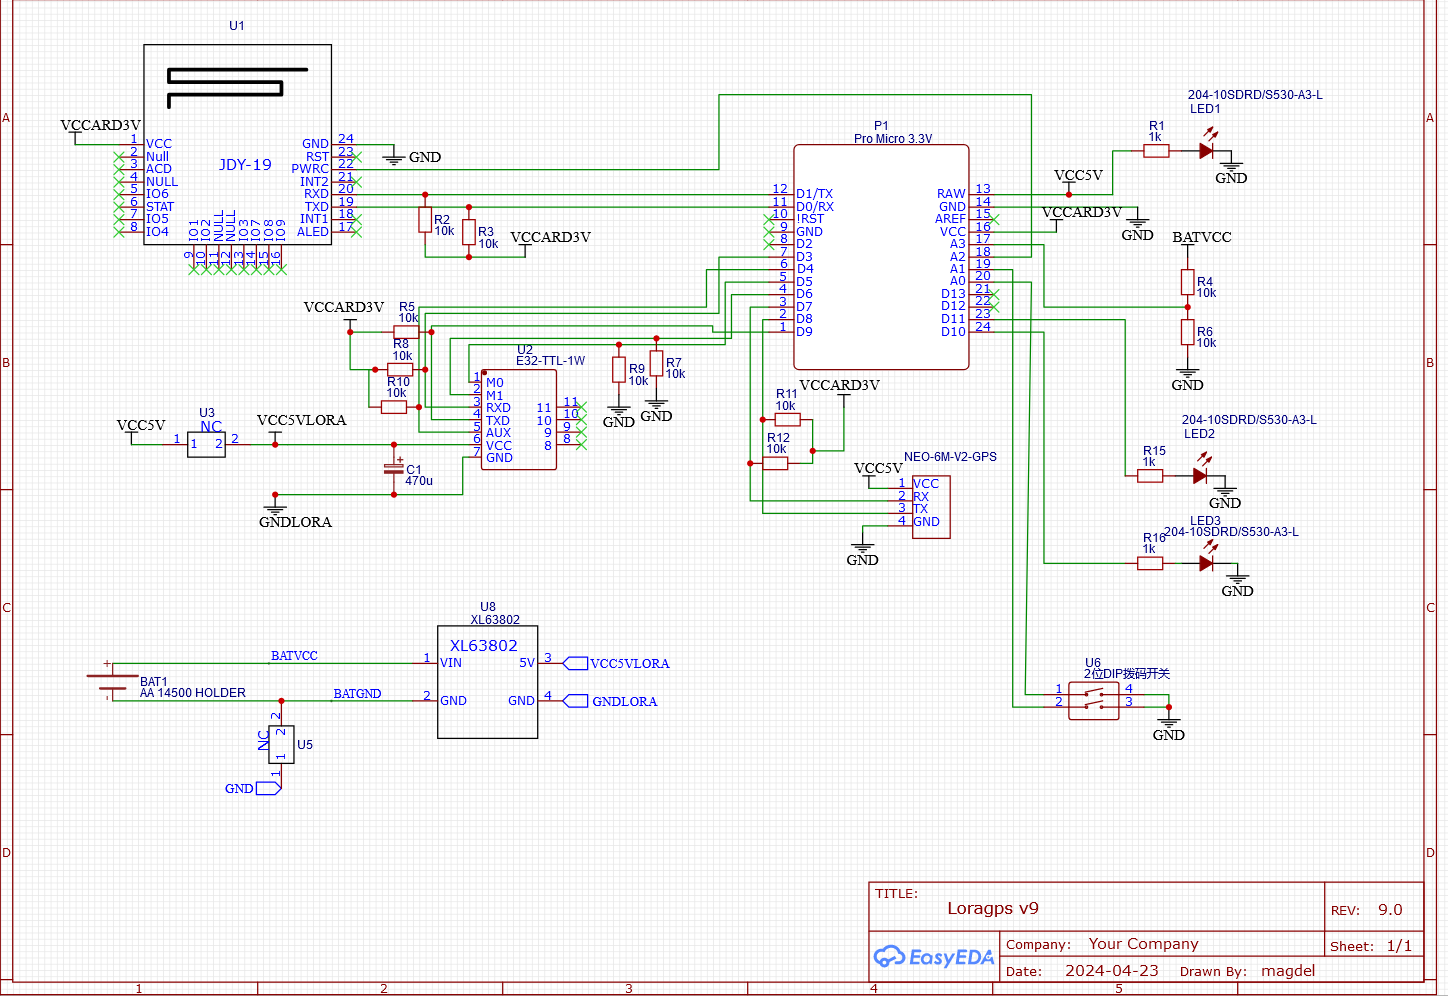 U1
VCCARD3V
1 VCC
2 Null
3 ACD
4 NULL
5 IO6
6 STAT
7 IO5
8 IO4
JDY-19
GND 24
RST 23
PWRC 22
INT2 21
RXD 20
TXD 19
INT1 18
ALED 17
IO1 IO2 NULL NULL IO3 IO7 IO8 IO9
9 10 11 12 13 14 15 16
GND
R2
10k
R3
10k
VCCARD3V
P1
Pro Micro 3.3V
12 D1/TX
11 D0/RX
10 !RST
9 GND
8 D2
7 D3
6 D4
5 D5
4 D6
3 D7
2 D8
1 D9
RAW 13
GND 14
AREF 15
VCC 16
A3 17
A2 18
A1 19
A0 20
D13 21
D12 22
D11 23
D10 24
204-10SDRD/S530-A3-L
LED1
R1
1k
GND
VCC5V
VCCARD3V
GND
BATVCC
R4
10k
R6
10k
GND
VCCARD3V
R5
10k
R8
10k
R10
10k
U2
E32-TTL-1W
1 M0
2 M1
3 RXD
4 TXD
5 AUX
6 VCC
7 GND
11 11
10 10
9 9
8 8
R9
10k
GND
R7
10k
GND
VCC5V
U3
NC
1 1 2 2
VCC5VLORA
+
C1
470u
GNDLORA
VCCARD3V
R11
10k
R12
10k
VCC5V
NEO-6M-V2-GPS
1 VCC
2 RX
3 TX
4 GND
GND
204-10SDRD/S530-A3-L
LED2
R15
1k
GND
LED3
204-10SDRD/S530-A3-L
R16
1k
GND
U8
XL63802
XL63802
1 VIN
2 GND
5V 3
GND 4
VCC5VLORA
GNDLORA
BATVCC
BATGND
+
BAT1
AA 14500 HOLDER
-
2
NC 2 1
U5
1
GND
U6
2位DIP拨码开关
1 4
2 3
GND
TITLE:
Loragps v9
REV: 9.0
EasyEDA
Company: Your Company
Sheet: 1/1
Date: 2024-04-23 Drawn By: magdel
A
B
C
D
A
B
C
D
1 2 3 4 5